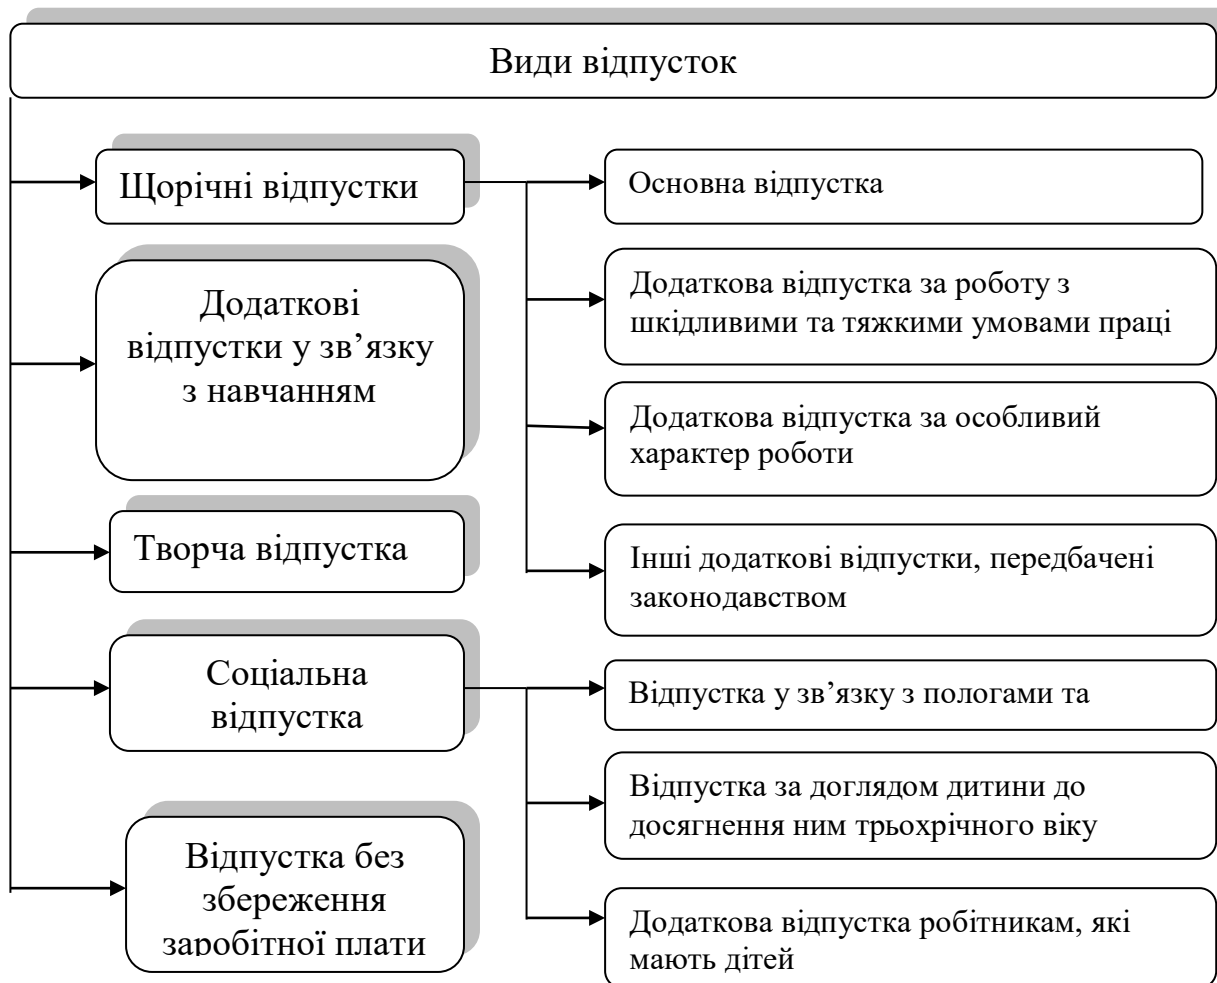 Види відпусток
Щорічні відпустки
Основна відпустка
Додаткова відпустка за роботу з
шкідливими та тяжкими умовами праці
Додаткова відпустка за особливий
характер роботи
Інші додаткові відпустки, передбачені
законодавством
Додаткові
відпустки у зв’язку
з навчанням
Творча відпустка
Соціальна
відпустка
Відпустка у зв’язку з пологами та
Відпустка за доглядом дитини до
досягнення ним трьохрічного віку
Додаткова відпустка робітникам, які
мають дітей
Відпустка без
збереження
заробітної плати